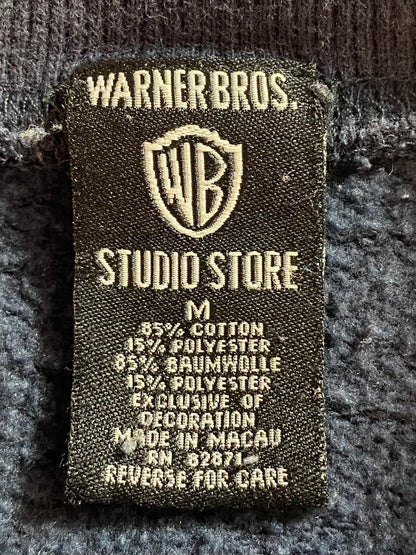 WARNER BROS.
WB
STUDIO STORE
M
85% COTTON
15% POLYESTER
85% BAUMWOLLE
15% POLYESTER
EXCLUSIVE OF
DECORATION
MADE IN MACAU
RN 82871
REVERSE FOR CARE